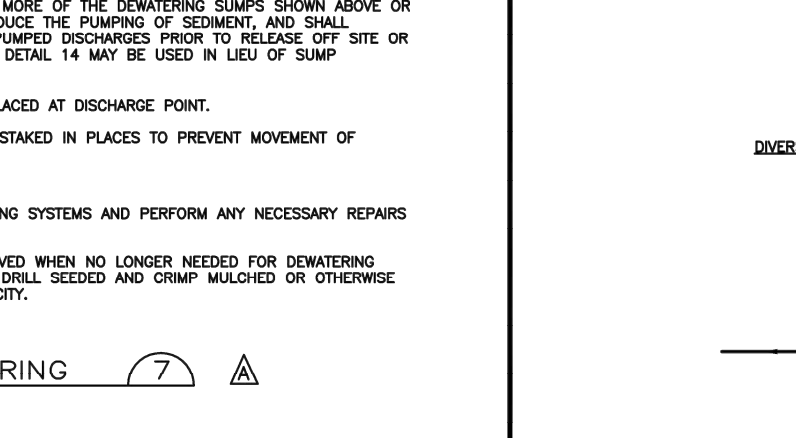 MORE OF THE DEWATERING SUMPS SHOWN ABOVE OR
DUCE THE PUMPING OF SEDIMENT, AND SHALL
PUMPED DISCHARGES PRIOR TO RELEASE OFF SITE OR
DETAIL 14 MAY BE USED IN LIEU OF SUMP
LACED AT DISCHARGE POINT.
STAKED IN PLACES TO PREVENT MOVEMENT OF
NG SYSTEMS AND PERFORM ANY NECESSARY REPAIRS
VED WHEN NO LONGER NEEDED FOR DEWATERING
DRILL SEEDED AND CRIMP MULCHED OR OTHERWISE
CITY.
RING 7 A
DIVER